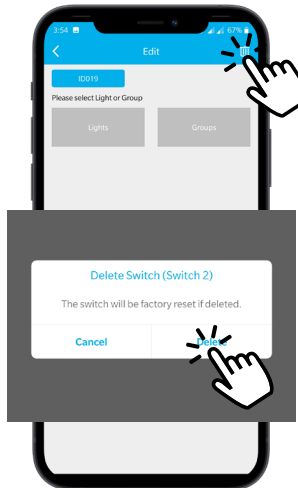 3:54 67%
Edit
ID019
Please select Light or Group
Lights Groups
Delete Switch (Switch 2)
The switch will be factory reset if deleted.
Cancel Delete